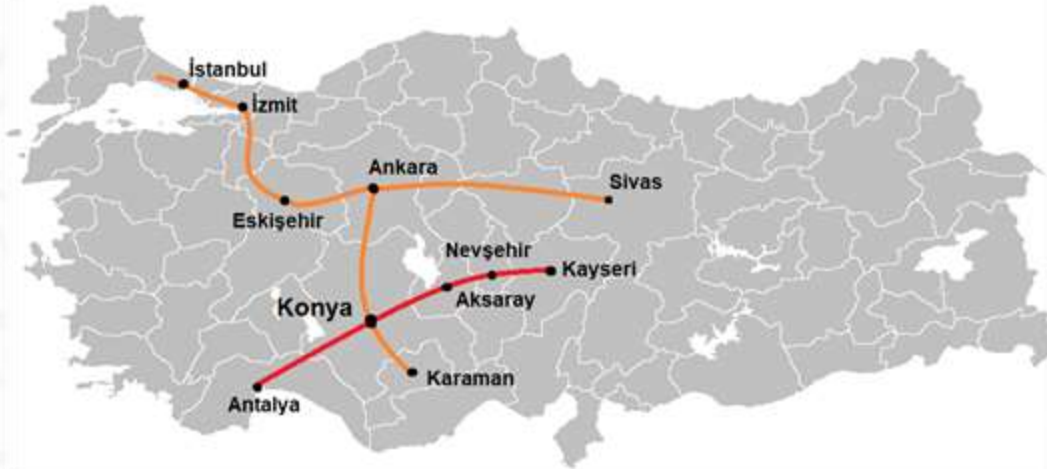 İstanbul
İzmit
Ankara
Sivas
Eskişehir
Nevşehir
Kayseri
Aksaray
Konya
Karaman
Antalya